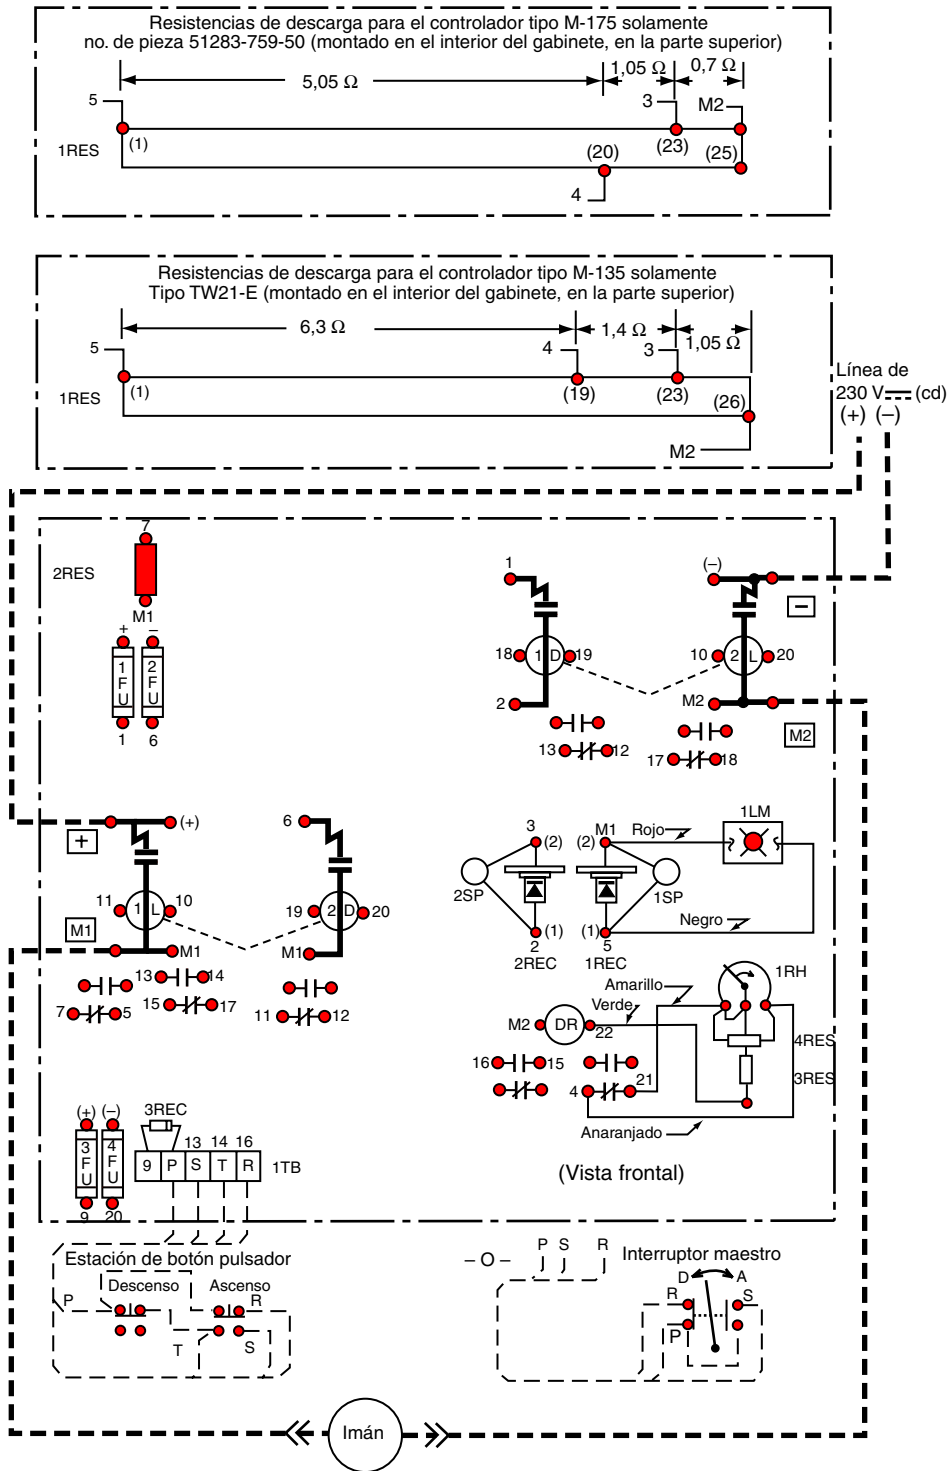 Resistencias de descarga para el controlador tipo M-175 solamente
no. de pieza 51283-759-50 (montado en el interior del gabinete, en la parte superior)
5,05 Ω
1,05 Ω
0,7 Ω
5
3
M2
1RES
(1)
(20)
(23)
(25)
4
Resistencias de descarga para el controlador tipo M-135 solamente
Tipo TW21-E (montado en el interior del gabinete, en la parte superior)
6,3 Ω
1,4 Ω
1,05 Ω
5
4
3
1RES
(1)
(19)
(23)
(26)
M2
Línea de
230 V (cd)
(+) (–)
7
2RES
M1
+ –
1FU
2FU
1 6
1
18
1 D
19
2
13
12
(–)
–
10
2 L
20
M2
M2
17
18
+
(+)
11
1 L
10
M1
M1
13
14
7
5
15
17
6
19
2 D
20
M1
11
12
3
(2)
2SP
(1)
2
2REC
M1
(2)
1SP
(1)
5
1REC
Rojo
1LM
Negro
Amarillo
Verde
1RH
M2
DR
22
16
15
4
21
4RES
3RES
Anaranjado
(Vista frontal)
(+) (–)
3FU
4FU
9 20
3REC
13 14 16
9 P S T R
1TB
Estación de botón pulsador
Descenso
Ascenso
P
R
T
S
– O –
P S R
Interruptor maestro
D A
R
S
P
Imán